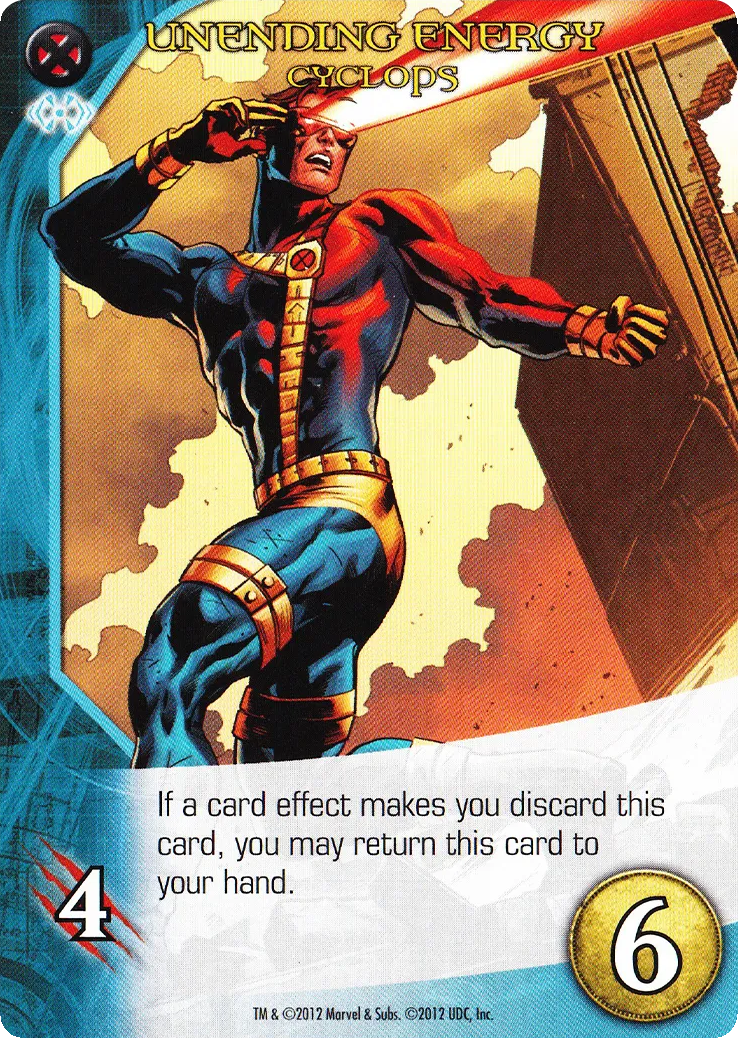 UNENDING ENERGY
CYCLOPS
If a card effect makes you discard this
card, you may return this card to
your hand.
4
6
TM & ©2012 Marvel & Subs. ©2012 UDC, Inc.